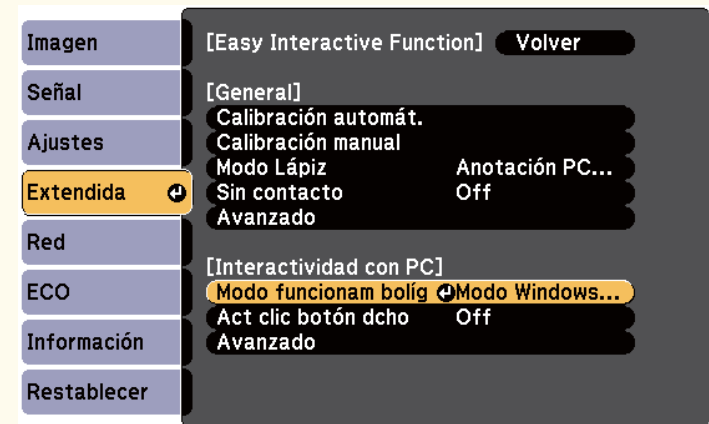 Imagen
Señal
Ajustes
Extendida
Red
ECO
Información
Restablecer
[Easy Interactive Function] Volver
[General]
Calibración automát.
Calibración manual
Modo Lápiz Anotación PC...
Sin contacto Off
Avanzado
[Interactividad con PC]
Modo funcionam bolíg Modo Windows...
Act clic botón dcho Off
Avanzado